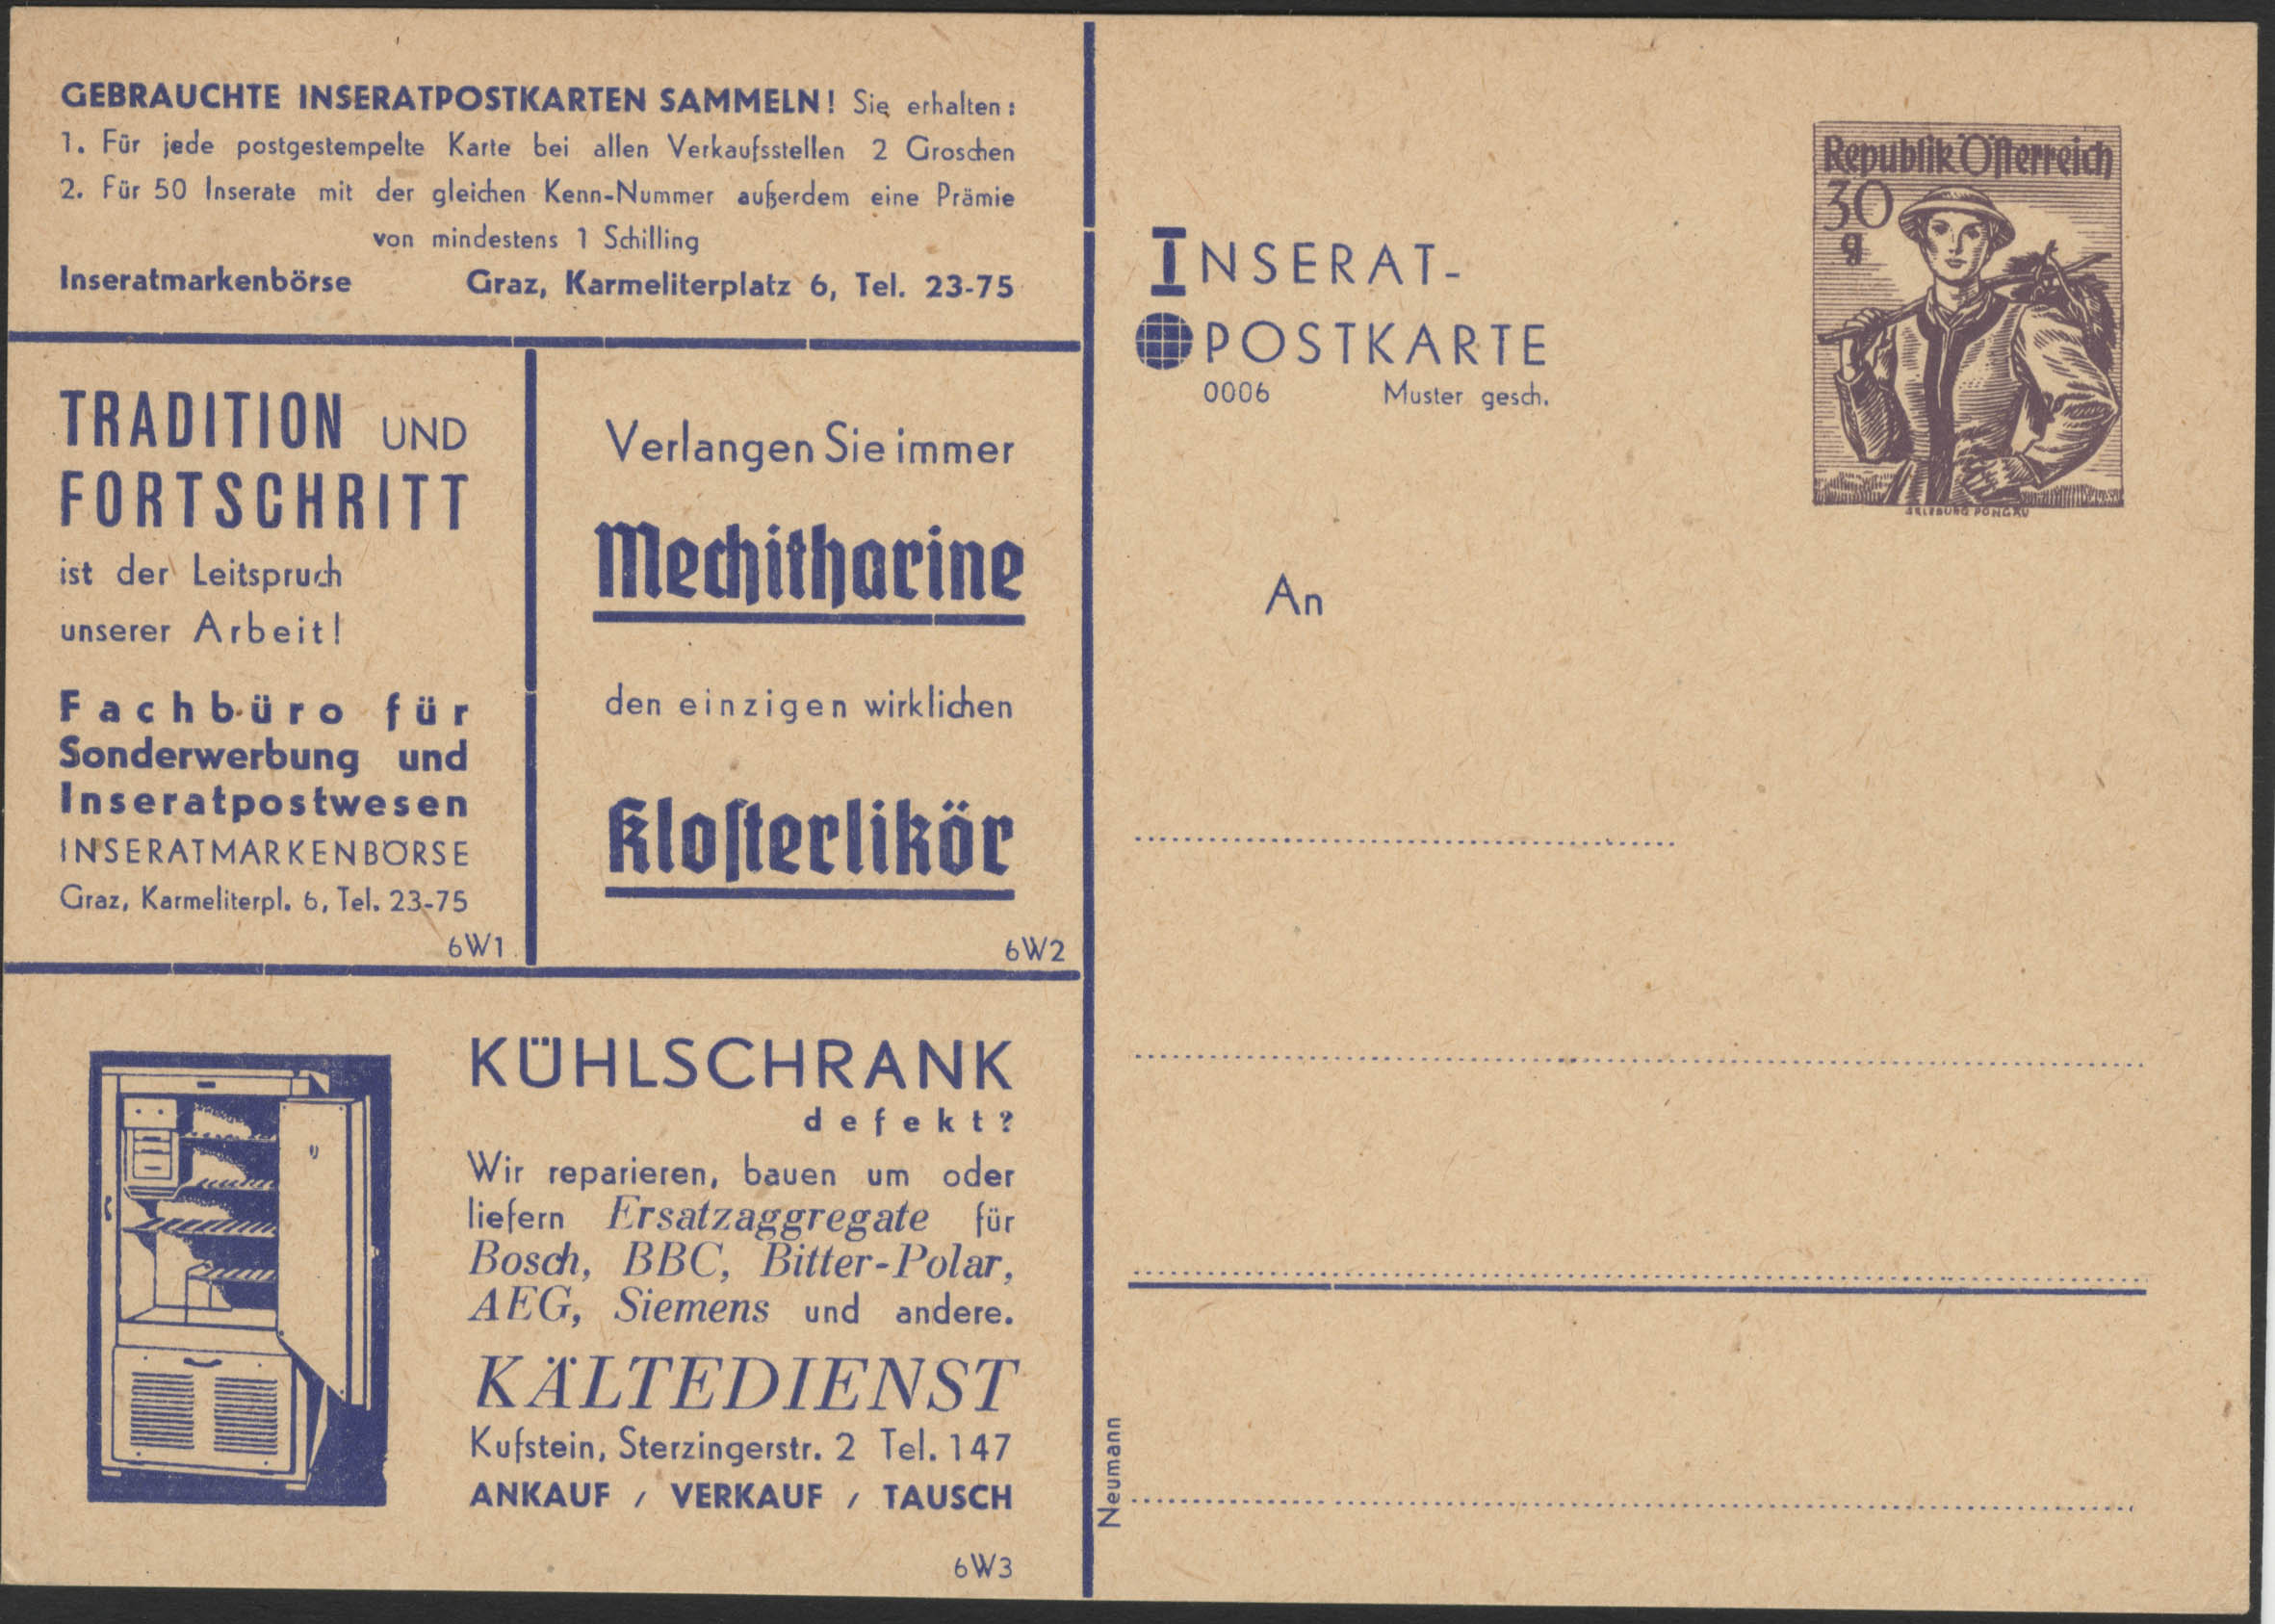 GEBRAUCHTE INSERATPOSTKARTEN SAMMELN! Sie erhalten:
1. Für jede postgestempelte Karte bei allen Verkaufsstellen 2 Groschen
2. Für 50 Inserate mit der gleichen Kenn-Nummer außerdem eine Prämie
von mindestens 1 Schilling
Inseratmarkenbörse Graz, Karmeliterplatz 6, Tel. 23-75
TRADITION UND
FORTSCHRITT
ist der Leitspruch
unserer Arbeit!
Fachbüro für
Sonderwerbung und
Inseratpostwesen
INSERATMARKENBÖRSE
Graz, Karmeliterpl. 6, Tel. 23-75
6W1
Verlangen Sie immer
Mechitharine
den einzigen wirklichen
Kloſterlikör
6W2
KÜHLSCHRANK
defekt?
Wir reparieren, bauen um oder
liefern Ersatzaggregate für
Bosch, BBC, Bitter-Polar,
AEG, Siemens und andere.
KÄLTEDIENST
Kufstein, Sterzingerstr. 2 Tel. 147
ANKAUF / VERKAUF / TAUSCH
6W3
INSERAT-
POSTKARTE
0006 Muster gesch.
Republik Öſterreich
30
g
SALZBURG PONGAU
An
Neumann